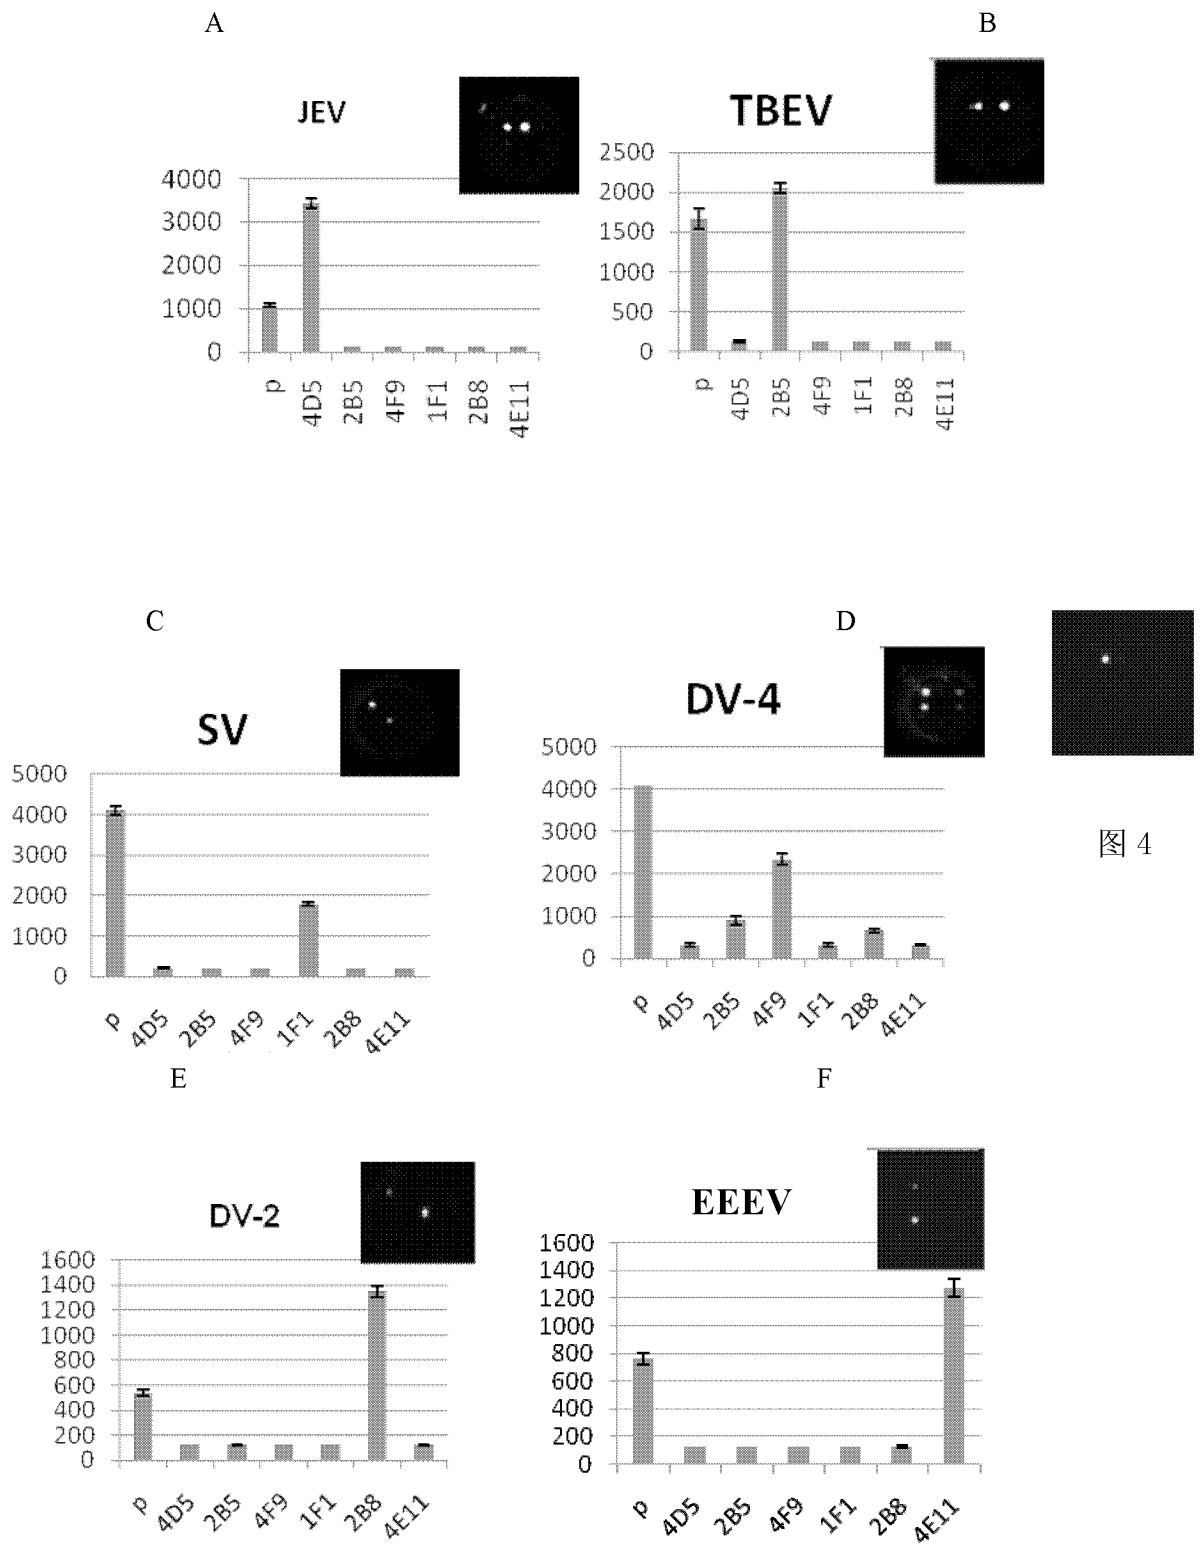 A
B
JEV
4000
3000
2000
1000
0
p
4D5
2B5
4F9
1F1
2B8
4E11
TBEV
2500
2000
1500
1000
500
0
p
4D5
2B5
4F9
1F1
2B8
4E11
C
D
SV
5000
4000
3000
2000
1000
0
p
4D5
2B5
4F9
1F1
2B8
4E11
DV-4
5000
4000
3000
2000
1000
0
p
4D5
2B5
4F9
1F1
2B8
4E11
图 4
E
F
DV-2
1600
1400
1200
1000
800
600
400
200
0
p
4D5
2B5
4F9
1F1
2B8
4E11
EEEV
1600
1400
1200
1000
800
600
400
200
0
p
4D5
2B5
4F9
1F1
2B8
4E11